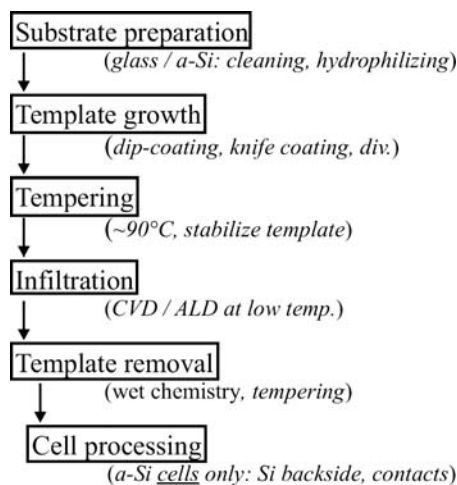 Substrate preparation
(glass / a-Si: cleaning, hydrophilizing)
Template growth
(dip-coating, knife coating, div.)
Tempering
(~90°C, stabilize template)
Infiltration
(CVD / ALD at low temp.)
Template removal
(wet chemistry, tempering)
Cell processing
(a-Si cells only: Si backside, contacts)